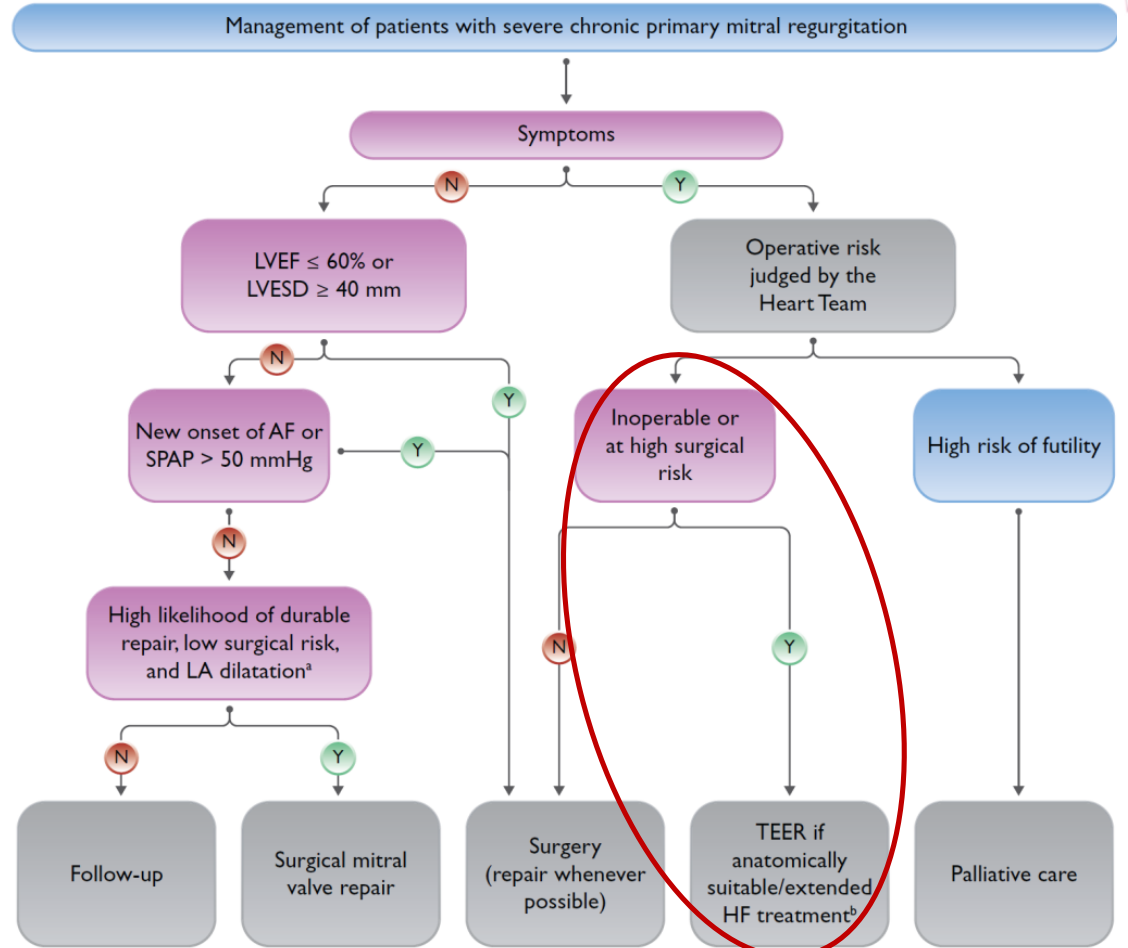 Management of patients with severe chronic primary mitral regurgitation
Symptoms
N
Y
LVEF ≤ 60% or
LVESD ≥ 40 mm
Operative risk
judged by the
Heart Team
N
Y
New onset of AF or
SPAP > 50 mmHg
Y
Inoperable or
at high surgical
risk
High risk of futility
N
High likelihood of durable
repair, low surgical risk,
and LA dilatationᵃ
N
Y
N
Y
Follow-up
Surgical mitral
valve repair
Surgery
(repair whenever
possible)
TEER if
anatomically
suitable/extended
HF treatmentᵇ
Palliative care